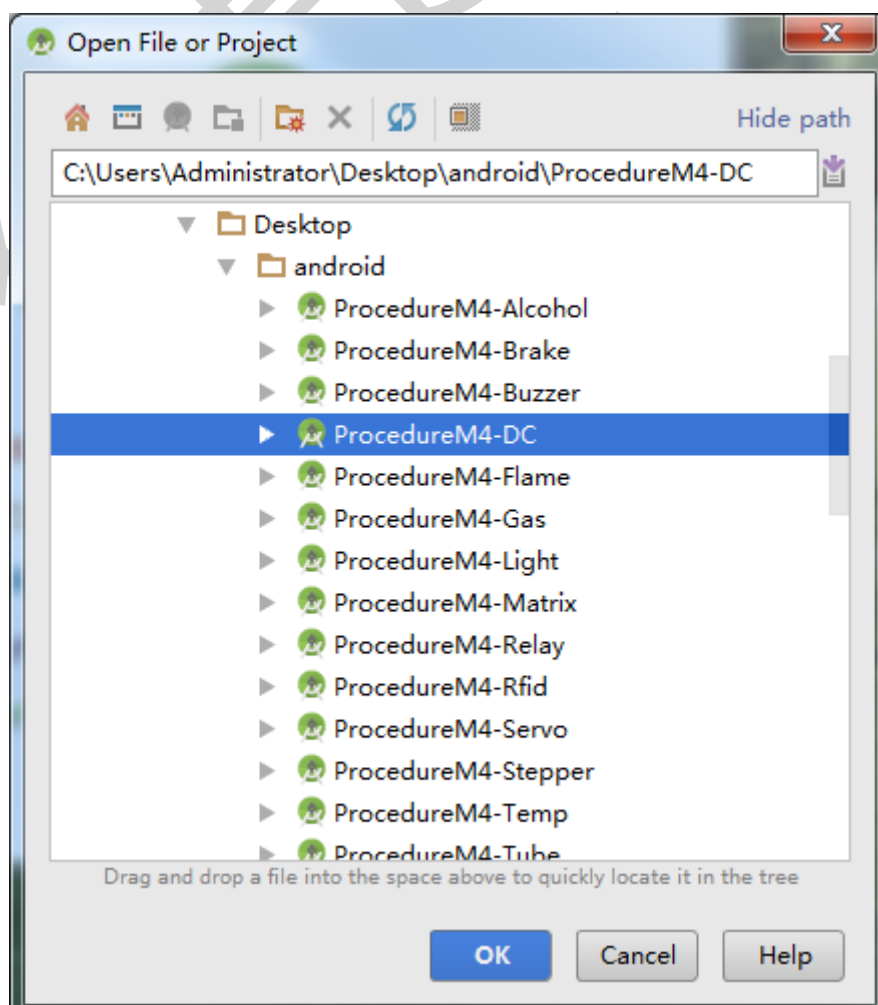 Open File or Project
Hide path
C:\Users\Administrator\Desktop\android\ProcedureM4-DC
Desktop
android
ProcedureM4-Alcohol
ProcedureM4-Brake
ProcedureM4-Buzzer
ProcedureM4-DC
ProcedureM4-Flame
ProcedureM4-Gas
ProcedureM4-Light
ProcedureM4-Matrix
ProcedureM4-Relay
ProcedureM4-Rfid
ProcedureM4-Servo
ProcedureM4-Stepper
ProcedureM4-Temp
ProcedureM4-Tube
Drag and drop a file into the space above to quickly locate it in the tree
OK
Cancel
Help